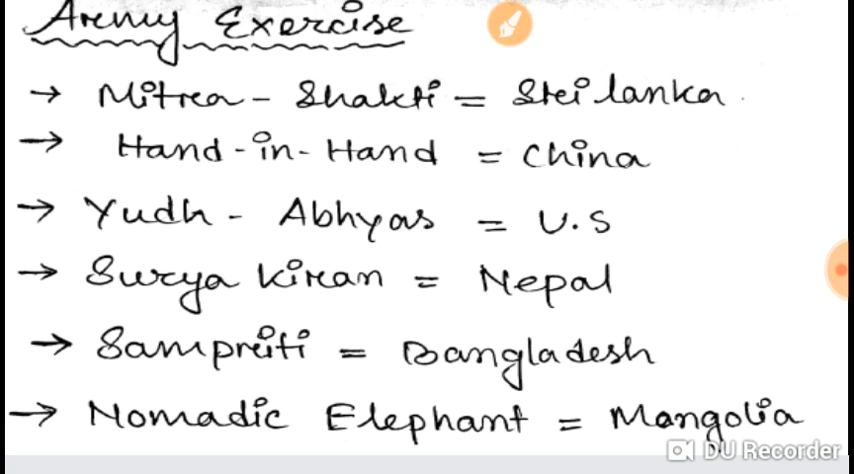 Army Exercise
→ Mitra - Shakti = Sri lanka.
→ Hand - in - Hand = China
→ Yudh - Abhyas = U.S
→ Surya Kiran = Nepal
→ Sampriti = Bangladesh
→ Nomadic Elephant = Mangolia
DU Recorder